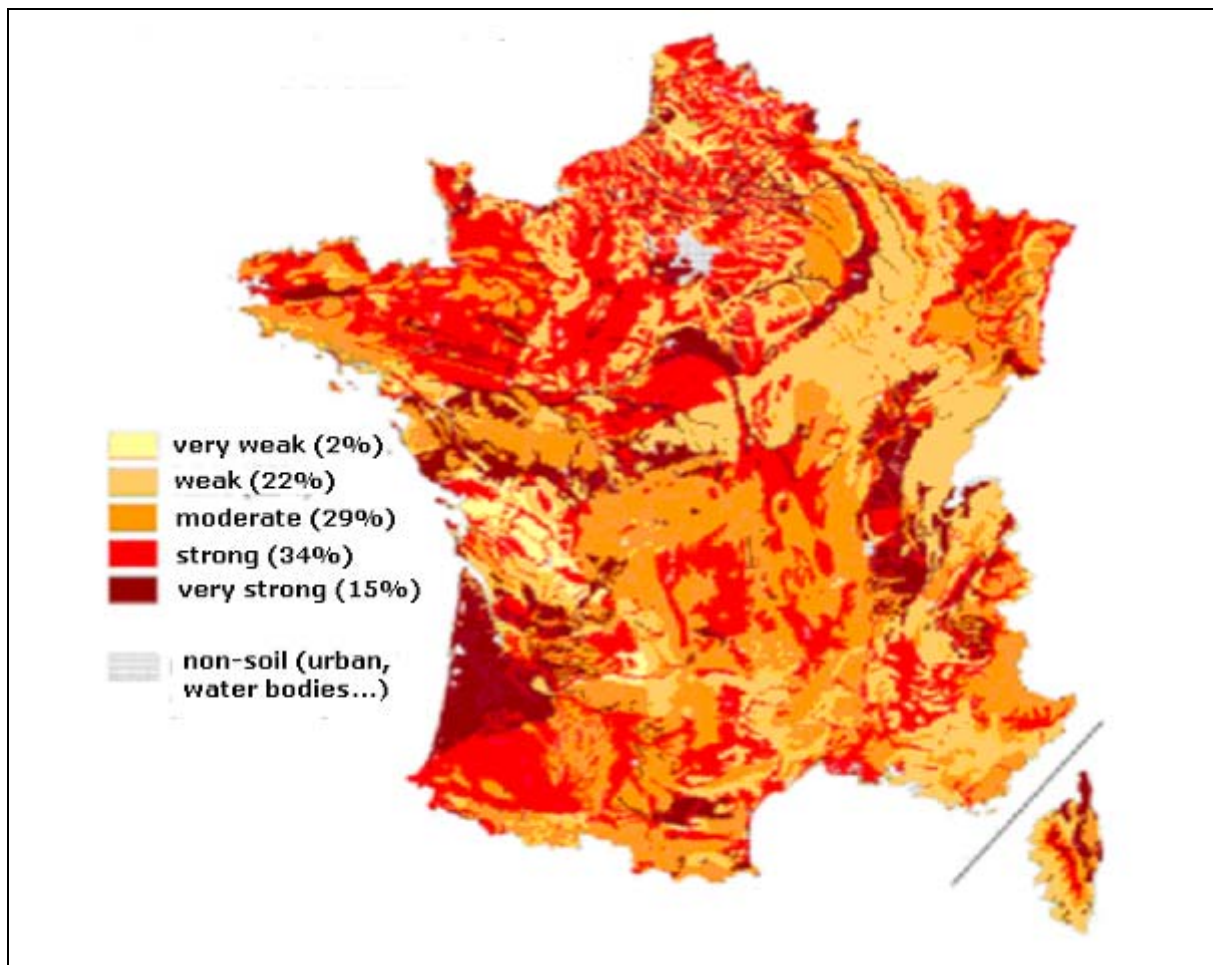 very weak (2%)
weak (22%)
moderate (29%)
strong (34%)
very strong (15%)
non-soil (urban,
water bodies...)